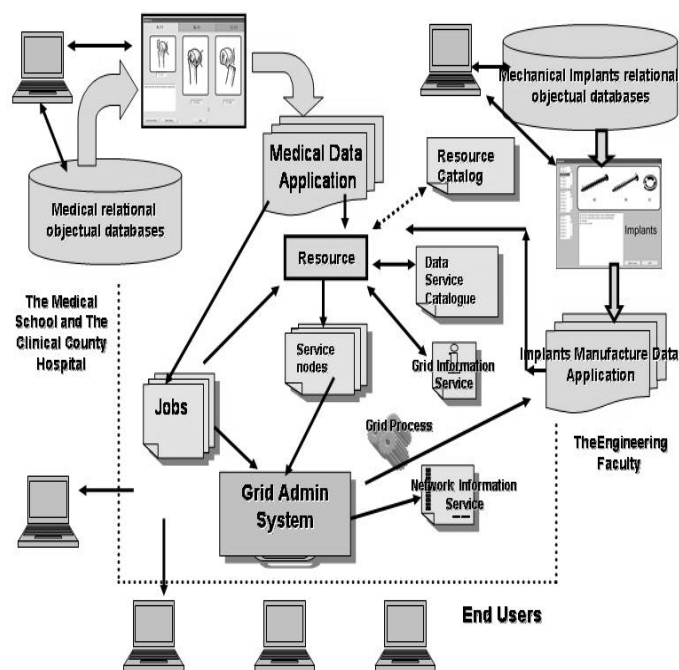 Mechanical Implants relational
objectual databases
Medical Data
Application
Resource
Catalog
Medical relational
objectual databases
Implants
Resource
Data
Service
Catalogue
The Medical
School and The
Clinical County
Hospital
Service
nodes
Grid Information
Service
Implants Manufacture Data
Application
Jobs
Grid Process
TheEngineering
Faculty
Grid Admin
System
Network Information
Service
End Users